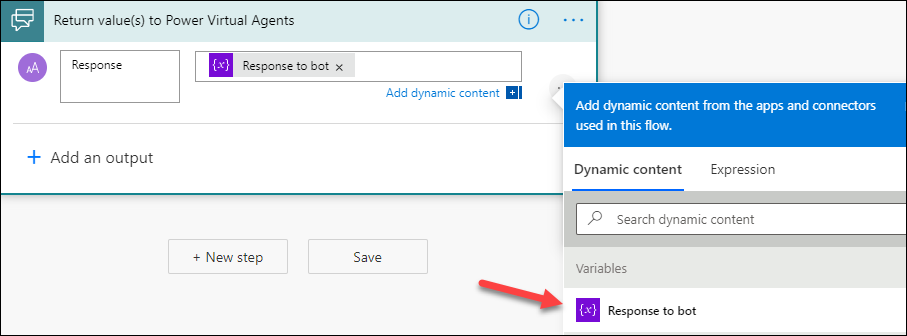 Return value(s) to Power Virtual Agents
AA
Response
{x} Response to bot ×
Add dynamic content
+ Add an output
+ New step
Save
Add dynamic content from the apps and connectors
used in this flow.
Dynamic content Expression
Search dynamic content
Variables
{x} Response to bot